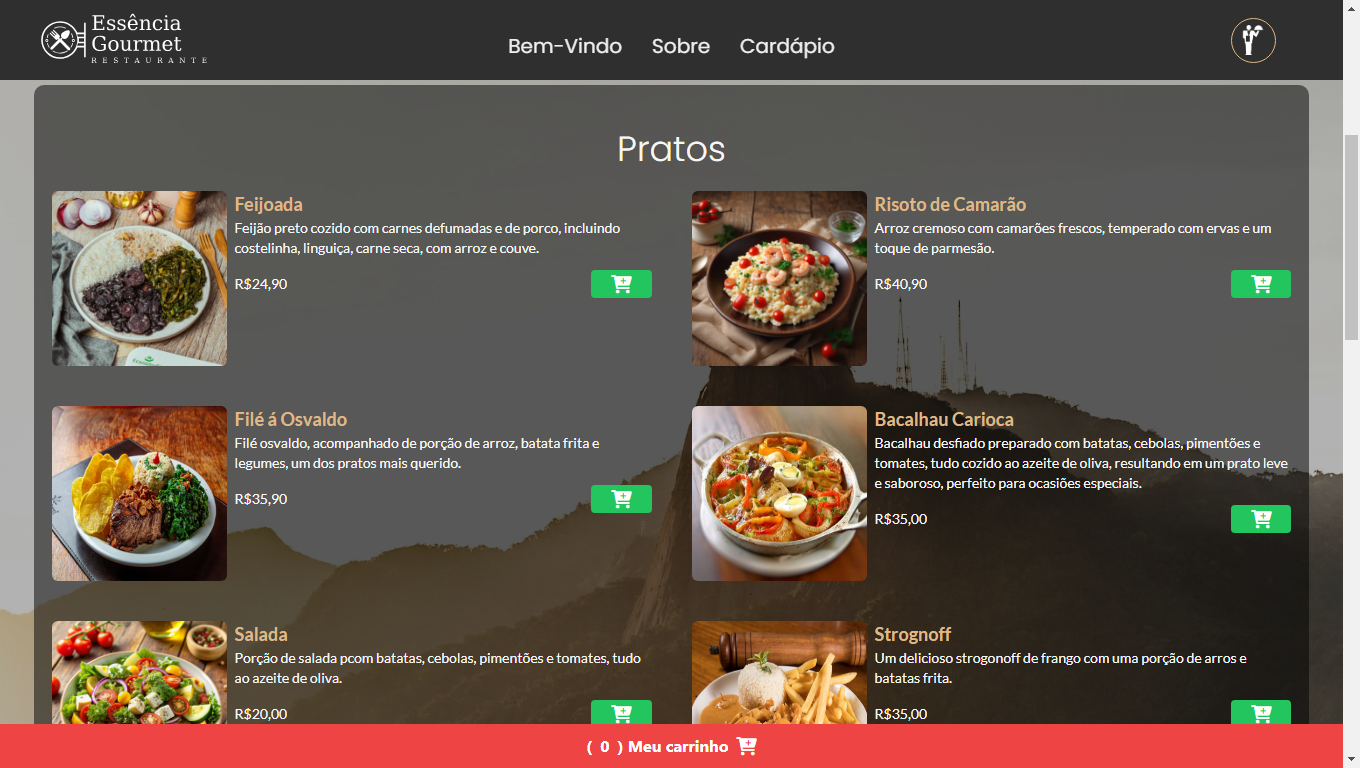 Essência
Gourmet
RESTAURANTE
Bem-Vindo Sobre Cardápio
Pratos
Feijoada
Feijão preto cozido com carnes defumadas e de porco, incluindo
costelinha, linguiça, carne seca, com arroz e couve.
R$24,90
Risoto de Camarão
Arroz cremoso com camarões frescos, temperado com ervas e um
toque de parmesão.
R$40,90
Filé á Osvaldo
Filé osvaldo, acompanhado de porção de arroz, batata frita e
legumes, um dos pratos mais querido.
R$35,90
Bacalhau Carioca
Bacalhau desfiado preparado com batatas, cebolas, pimentões e
tomates, tudo cozido ao azeite de oliva, resultando em um prato leve
e saboroso, perfeito para ocasiões especiais.
R$35,00
Salada
Porção de salada pcom batatas, cebolas, pimentões e tomates, tudo
ao azeite de oliva.
R$20,00
Strognoff
Um delicioso strogonoff de frango com uma porção de arros e
batatas frita.
R$35,00
( 0 ) Meu carrinho